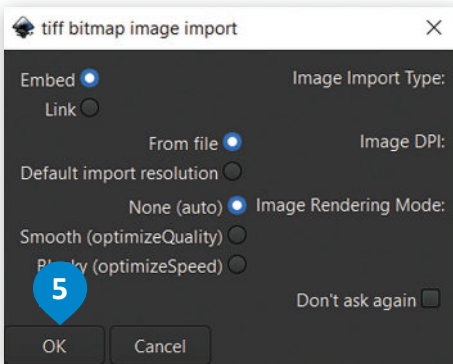 tiff bitmap image import
Embed Image Import Type:
Link
From file Image DPI:
Default import resolution
None (auto) Image Rendering Mode:
Smooth (optimizeQuality)
(optimizeSpeed)
5
Don't ask again
OK Cancel